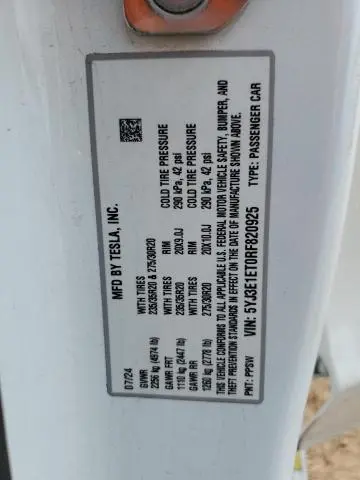 MFD BY TESLA, INC.
07/24
GVWR WITH TIRES
2256 kg (4974 lb) 235/35R20 & 275/30R20
GAWR FRT WITH TIRES RIM COLD TIRE PRESSURE
1110 kg (2447 lb) 235/35R20 20X9.0J 290 kPa, 42 psi
GAWR RR WITH TIRES RIM COLD TIRE PRESSURE
1260 kg (2778 lb) 275/30R20 20X10.0J 290 kPa, 42 psi
THIS VEHICLE CONFORMS TO ALL APPLICABLE U.S. FEDERAL MOTOR VEHICLE SAFETY, BUMPER, AND
THEFT PREVENTION STANDARDS IN EFFECT ON THE DATE OF MANUFACTURE SHOWN ABOVE.
VIN: 5YJ3E1ET0RF820925 TYPE: PASSENGER CAR
PNT: PPSW